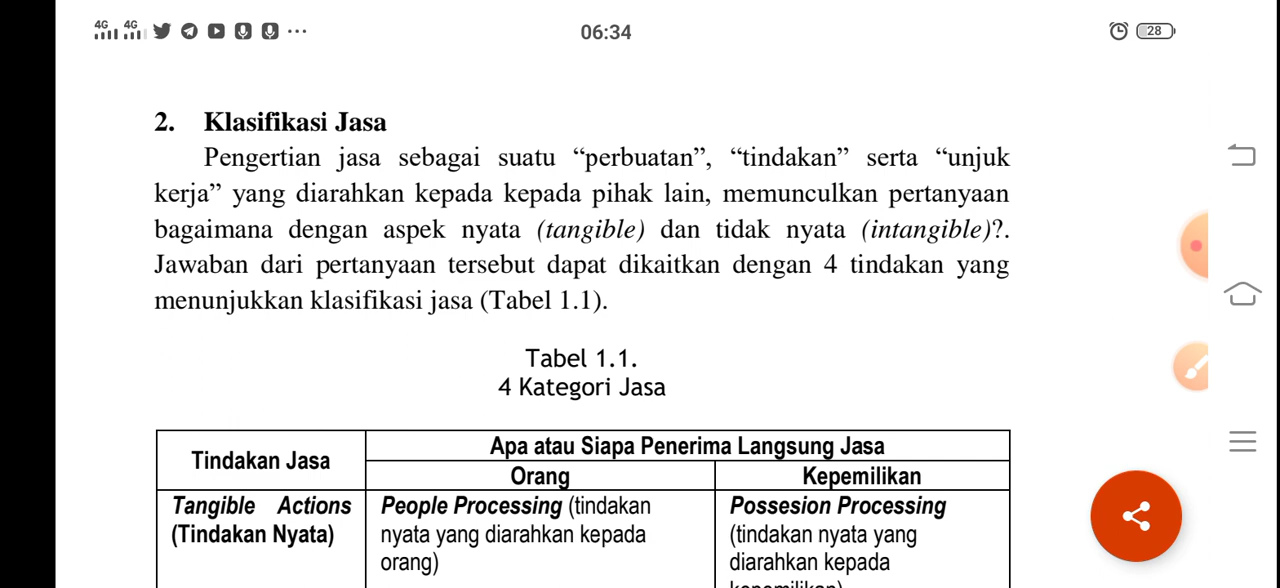 4G 4G 06:34 28
2. Klasifikasi Jasa
Pengertian jasa sebagai suatu “perbuatan”, “tindakan” serta “unjuk
kerja” yang diarahkan kepada kepada pihak lain, memunculkan pertanyaan
bagaimana dengan aspek nyata (tangible) dan tidak nyata (intangible)?.
Jawaban dari pertanyaan tersebut dapat dikaitkan dengan 4 tindakan yang
menunjukkan klasifikasi jasa (Tabel 1.1).
Tabel 1.1.
4 Kategori Jasa
Tindakan Jasa
Apa atau Siapa Penerima Langsung Jasa
Orang
Kepemilikan
Tangible Actions
(Tindakan Nyata)
People Processing (tindakan
nyata yang diarahkan kepada
orang)
Possesion Processing
(tindakan nyata yang
diarahkan kepada
kepemilikan)